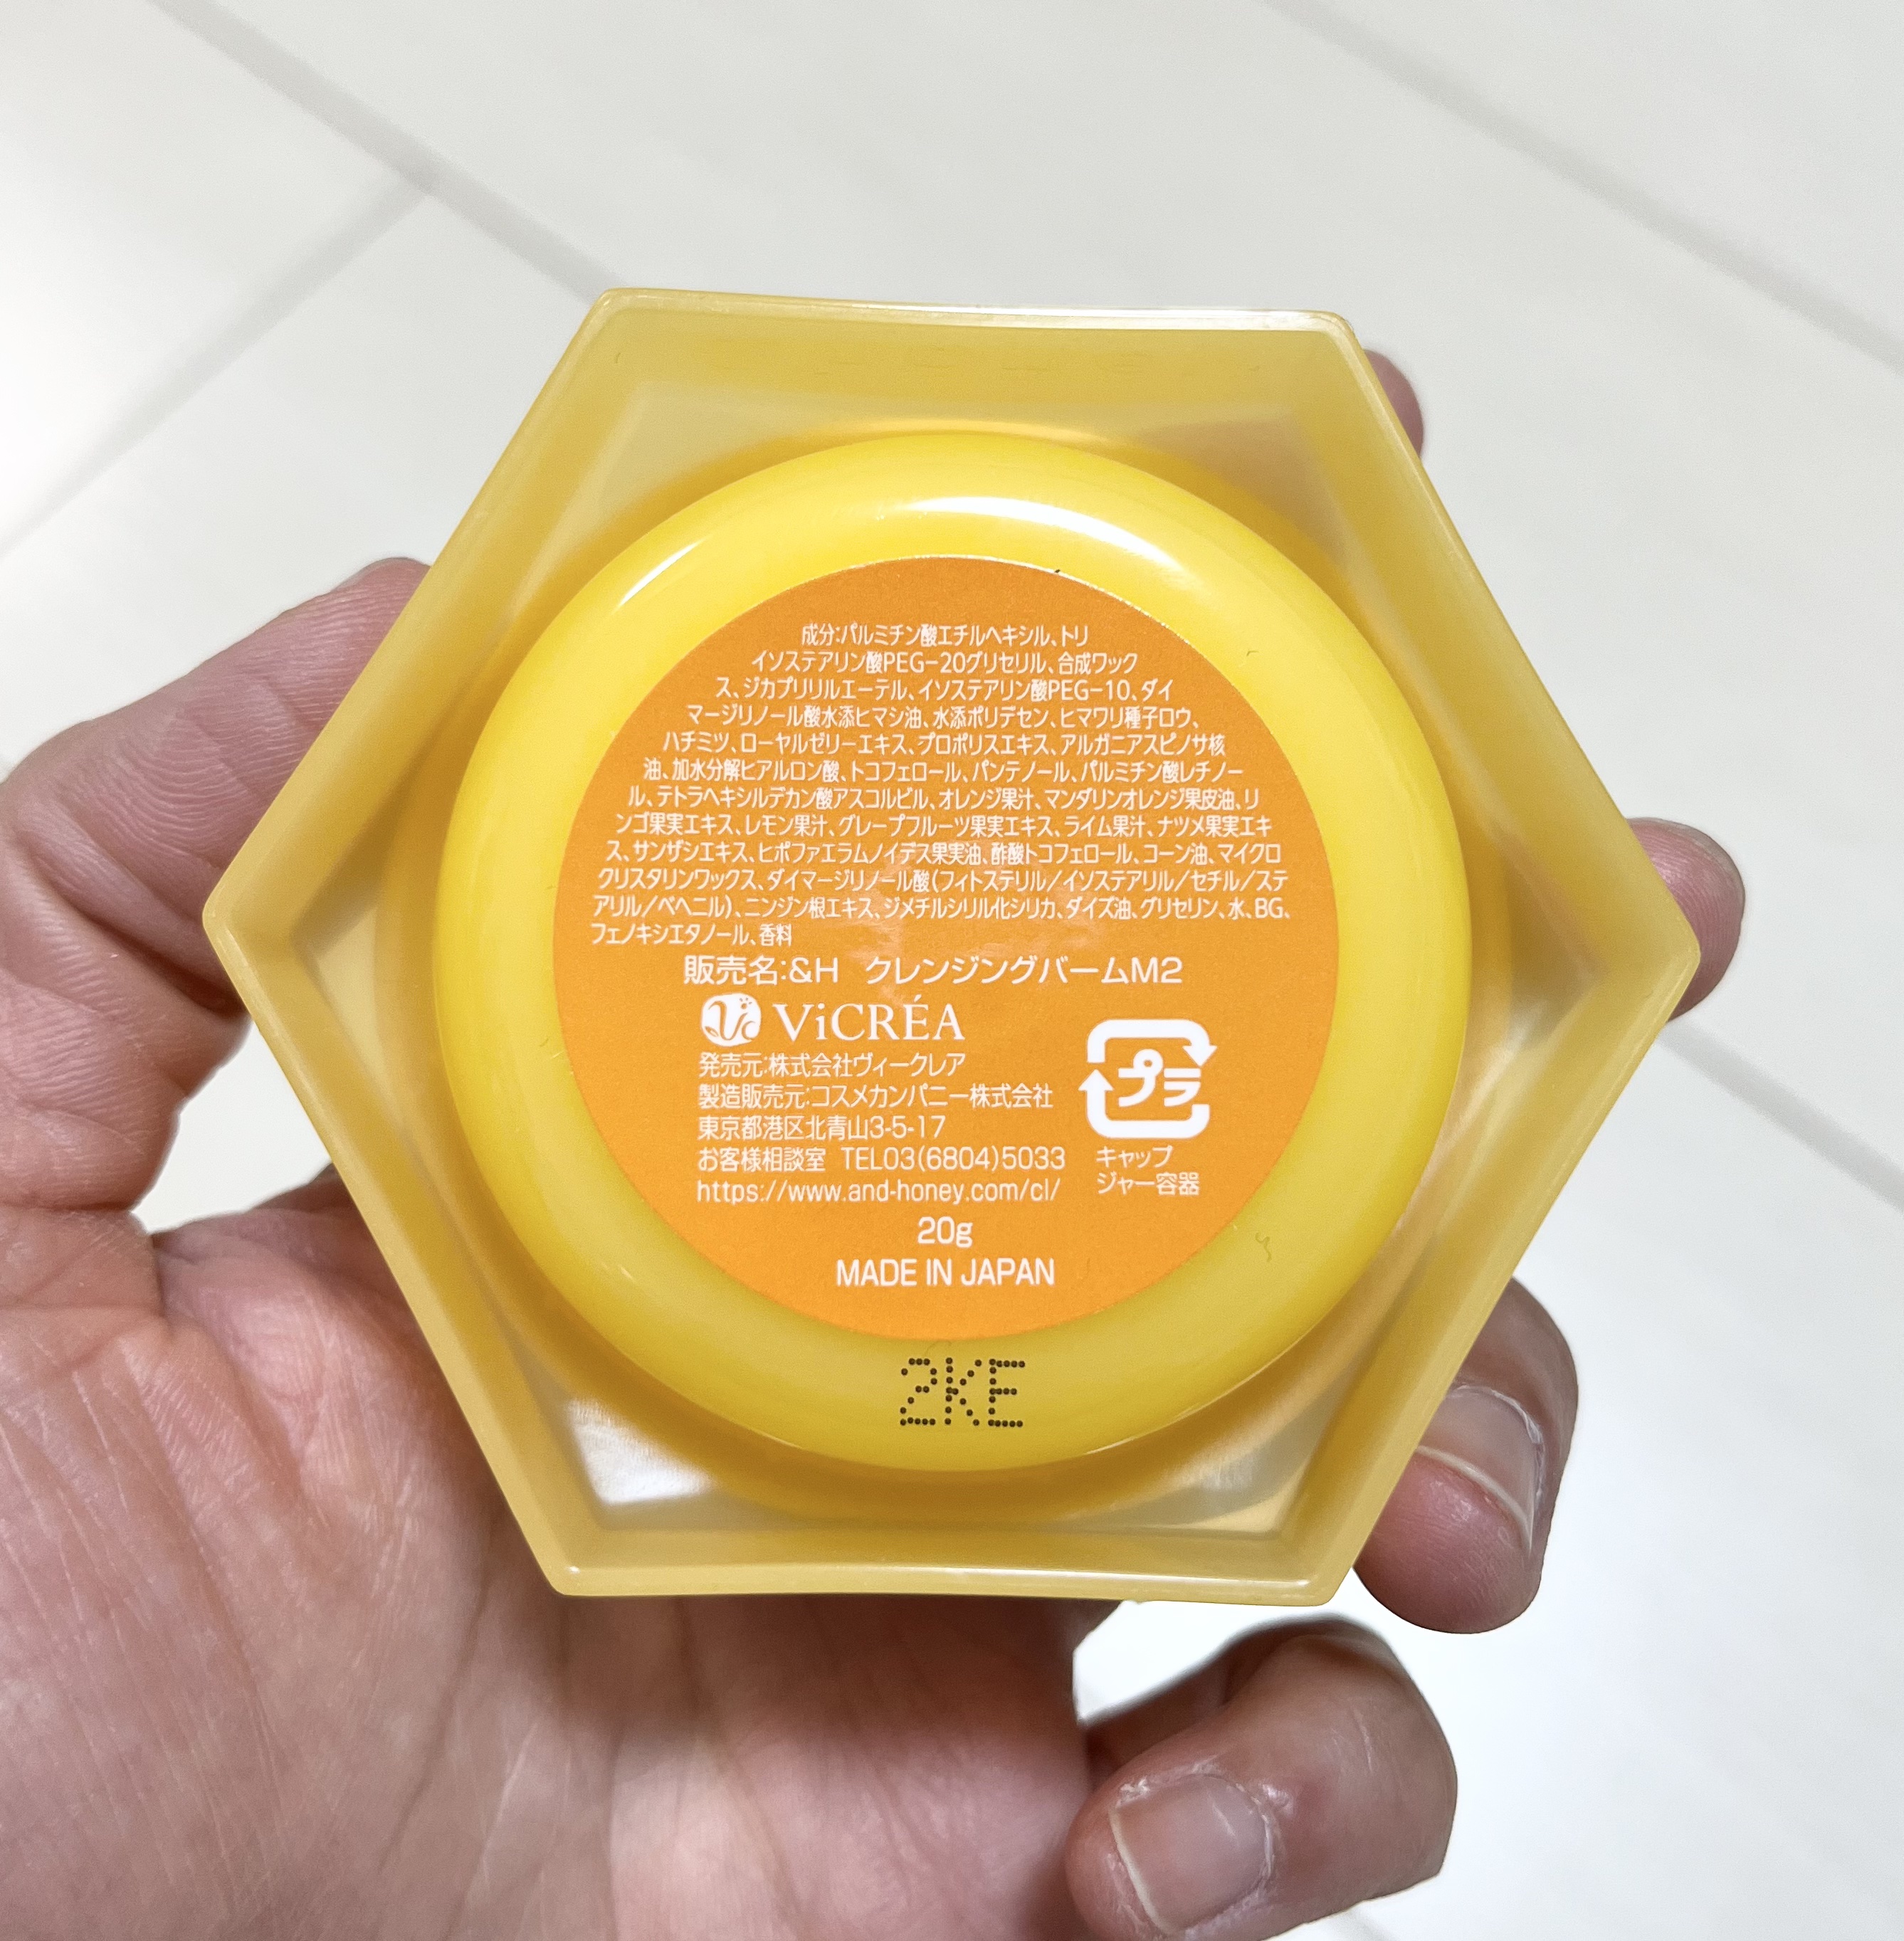 成分:パルミチン酸エチルヘキシル、トリ
イソステアリン酸PEG-20グリセリル、合成ワック
ス、ジカプリリルエーテル、イソステアリン酸PEG-10、ダイ
マージリノール酸水添ヒマシ油、水添ポリデセン、ヒマワリ種子ロウ、
ハチミツ、ローヤルゼリーエキス、プロポリスエキス、アルガニアスピノサ核
油、加水分解ヒアルロン酸、トコフェロール、パンテノール、パルミチン酸レチノー
ル、テトラヘキシルデカン酸アスコルビル、オレンジ果汁、マンダリンオレンジ果皮油、リ
ンゴ果実エキス、レモン果汁、グレープフルーツ果実エキス、ライム果汁、ナツメ果実エキ
ス、サンザシエキス、ヒポファエラムノイデス果実油、酢酸トコフェロール、コーン油、マイクロ
クリスタリンワックス、ダイマージリノール酸(フィトステリル/イソステアリル/セチル/ステ
アリル/ベヘニル)、ニンジン根エキス、ジメチルシリル化シリカ、ダイズ油、グリセリン、水、BG、
フェノキシエタノール、香料
販売名:&H クレンジングバームM2
Vc ViCRÉA
発売元:株式会社ヴィークレア
製造販売元:コスメカンパニー株式会社
東京都港区北青山3-5-17
お客様相談室 TEL03(6804)5033
https://www.and-honey.com/cl/
プラ
キャップ
ジャー容器
20g
MADE IN JAPAN
2KE